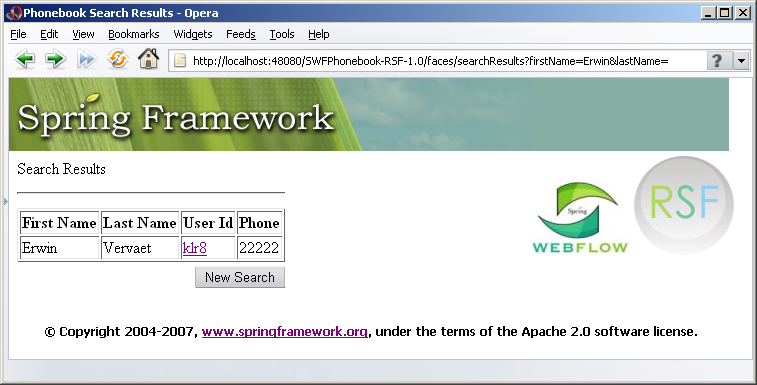 Phonebook Search Results - Opera
File Edit View Bookmarks Widgets Feeds Tools Help
http://localhost:48080/SWFPhonebook-RSF-1.0/faces/searchResults?firstName=Erwin&lastName= ?
Spring Framework
Search Results
First Name Last Name User Id Phone
Erwin Vervaet klr8 22222
New Search
Spring
WEBFLOW
RSF
© Copyright 2004-2007, www.springframework.org, under the terms of the Apache 2.0 software license.